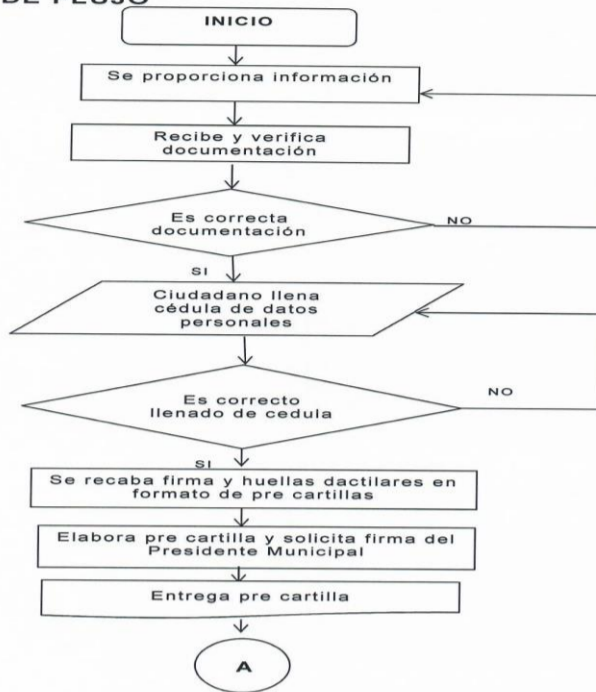 DE FLUJO
INICIO
Se proporciona información
Recibe y verifica
documentación
Es correcta
documentación
NO
SI
Ciudadano llena
cédula de datos
personales
Es correcto
llenado de cedula
NO
SI
Se recaba firma y huellas dactilares en
formato de pre cartillas
Elabora pre cartilla y solicita firma del
Presidente Municipal
Entrega pre cartilla
A